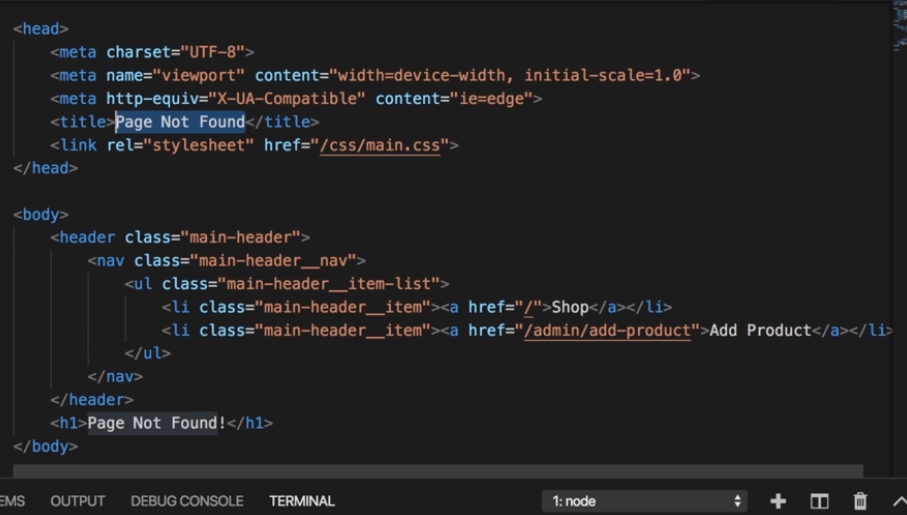 <head>
<meta charset="UTF-8">
<meta name="viewport" content="width=device-width, initial-scale=1.0">
<meta http-equiv="X-UA-Compatible" content="ie=edge">
<title>Page Not Found</title>
<link rel="stylesheet" href="/css/main.css">
</head>
<body>
<header class="main-header">
<nav class="main-header__nav">
<ul class="main-header__item-list">
<li class="main-header__item"><a href="/">Shop</a></li>
<li class="main-header__item"><a href="/admin/add-product">Add Product</a></li>
</ul>
</nav>
</header>
<h1>Page Not Found!</h1>
</body>
EMS OUTPUT DEBUG CONSOLE TERMINAL 1: node